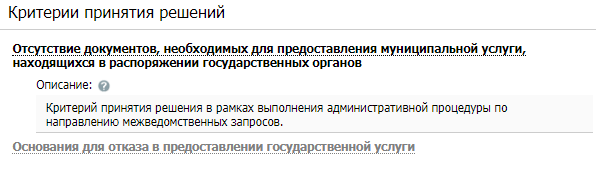 Критерии принятия решений
Отсутствие документов, необходимых для предоставления муниципальной услуги,
находящихся в распоряжении государственных органов
Описание: ?
Критерий принятия решения в рамках выполнения административной процедуры по
направлению межведомственных запросов.
Основания для отказа в предоставлении государственной услуги